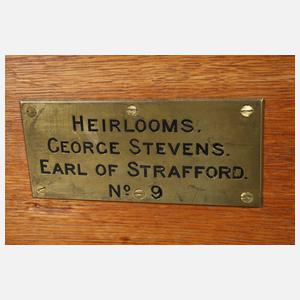 HEIRLOOMS.
GEORGE STEVENS.
EARL OF STRAFFORD.
Nº 9